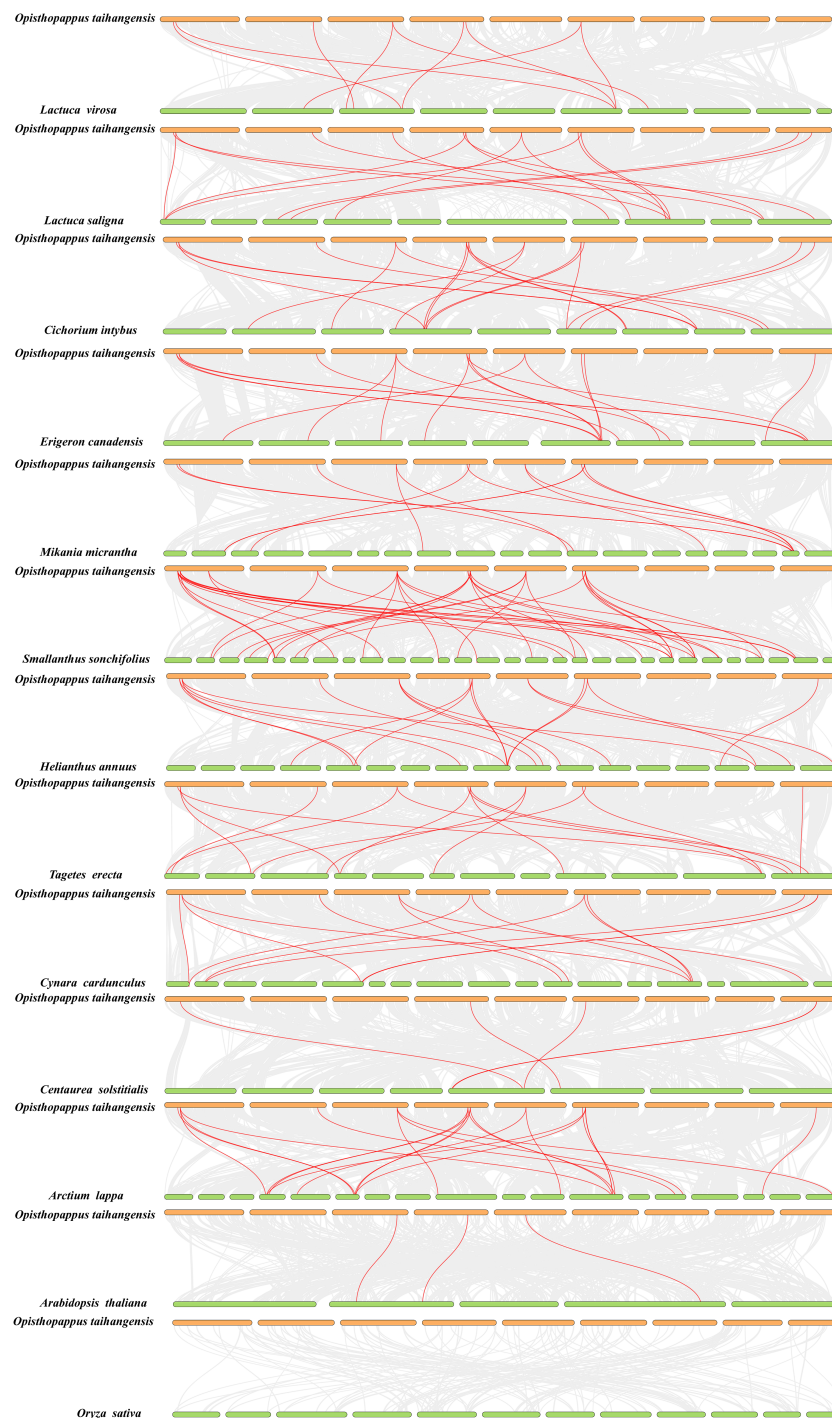 Opisthopappus taihangensis
Lactuca virosa
Opisthopappus taihangensis
Lactuca saligna
Opisthopappus taihangensis
Cichorium intybus
Opisthopappus taihangensis
Erigeron canadensis
Opisthopappus taihangensis
Mikania micrantha
Opisthopappus taihangensis
Smallanthus sonchifolius
Opisthopappus taihangensis
Helianthus annuus
Opisthopappus taihangensis
Tagetes erecta
Opisthopappus taihangensis
Cynara cardunculus
Opisthopappus taihangensis
Centaurea solstitialis
Opisthopappus taihangensis
Arctium lappa
Opisthopappus taihangensis
Arabidopsis thaliana
Opisthopappus taihangensis
Oryza sativa